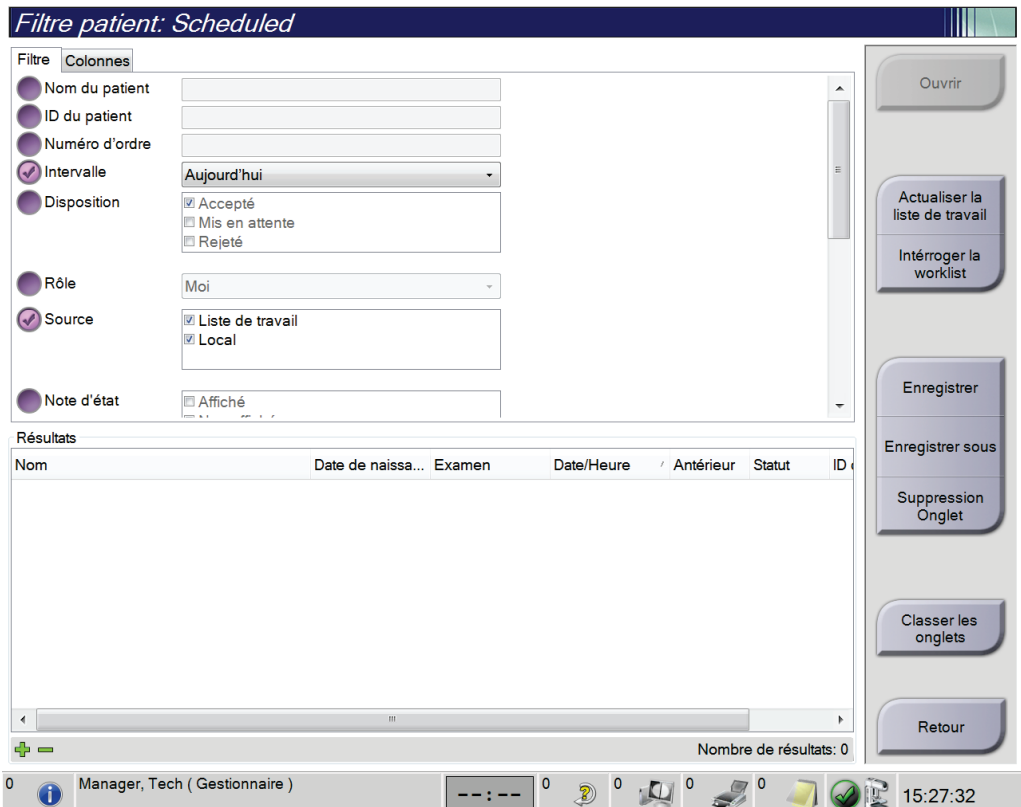 Filtre patient: Scheduled
Filtre
Colonnes
Nom du patient
ID du patient
Numéro d'ordre
Intervalle
Aujourd'hui
Disposition
Accepté
Mis en attente
Rejeté
Rôle
Moi
Source
Liste de travail
Local
Note d'état
Affiché
Résultats
Nom
Date de naissa...
Examen
Date/Heure
Antérieur
Statut
ID
Nombre de résultats: 0
Ouvrir
Actualiser la
liste de travail
Intérroger la
worklist
Enregistrer
Enregistrer sous
Suppression
Onglet
Classer les
onglets
Retour
0
Manager, Tech ( Gestionnaire )
--:--
0
0
0
0
15:27:32